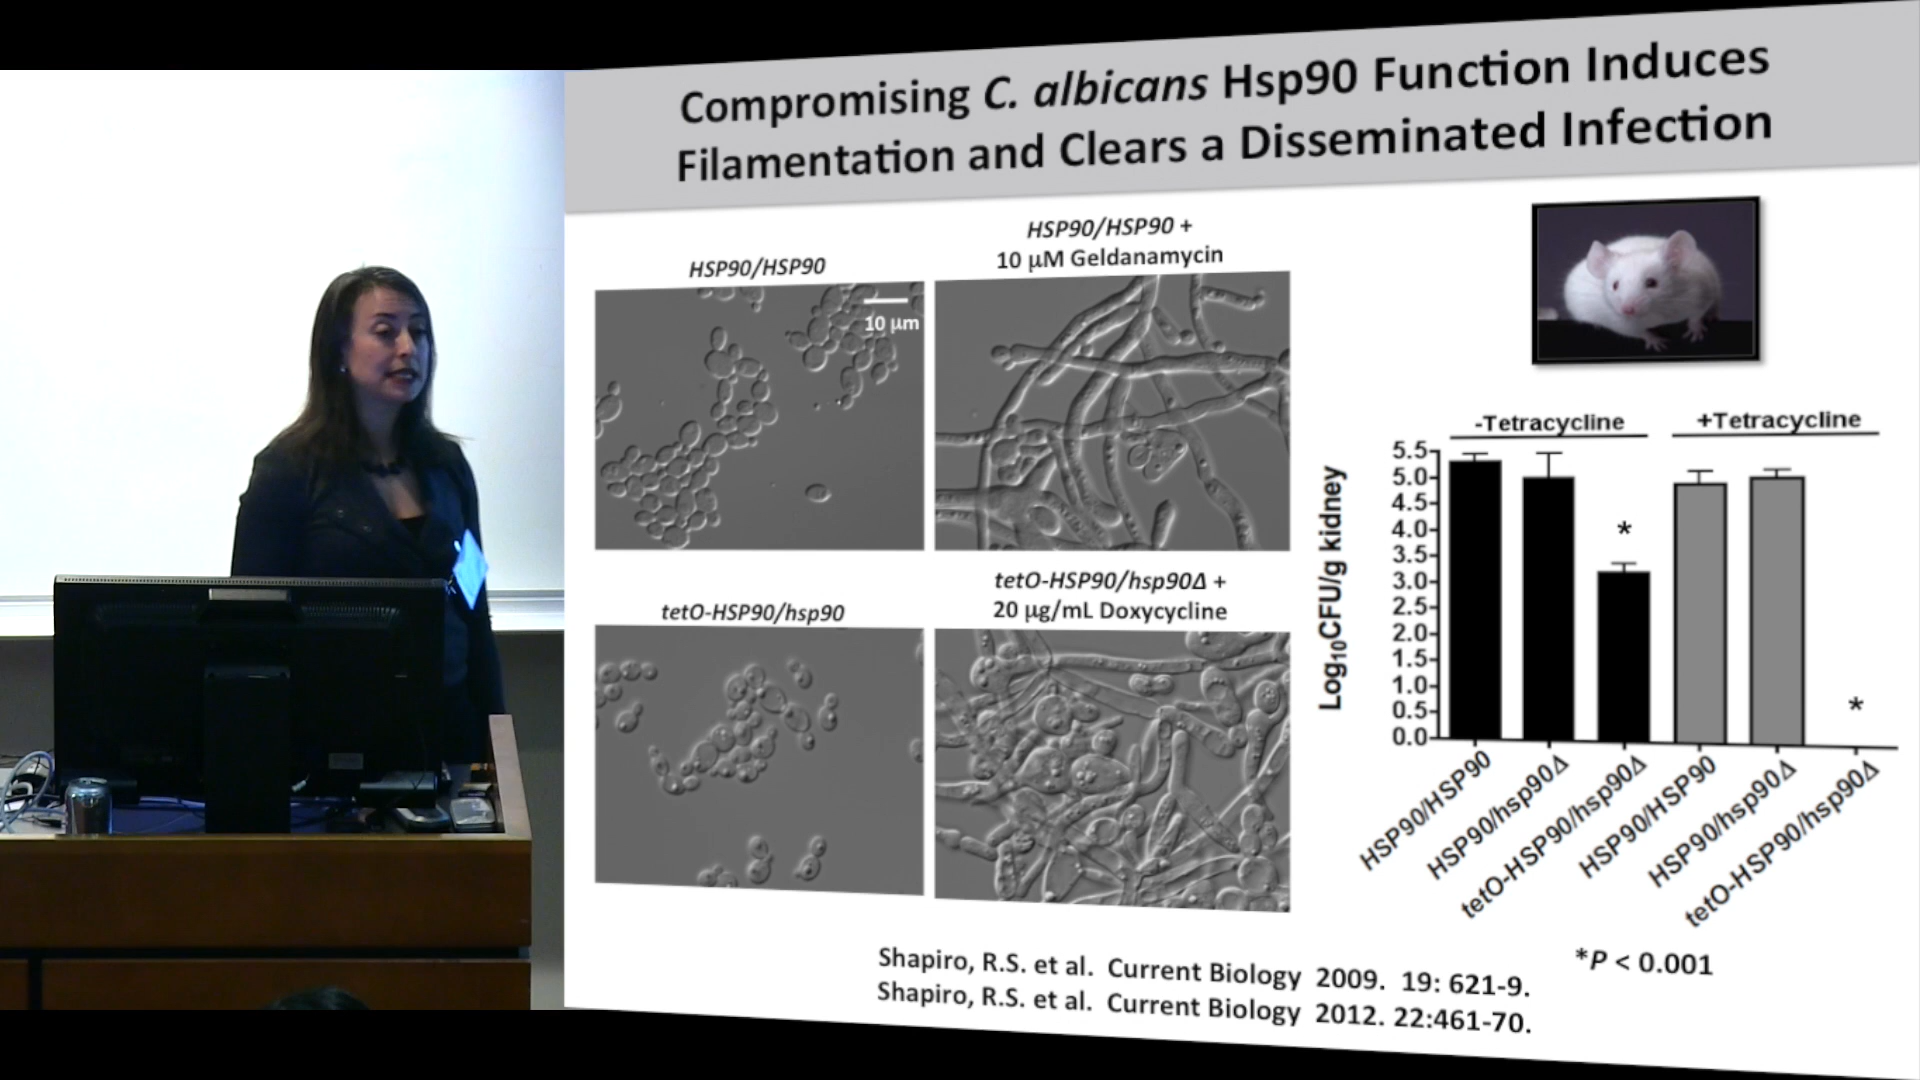 Compromising C. albicans Hsp90 Function Induces
Filamentation and Clears a Disseminated Infection
HSP90/HSP90
HSP90/HSP90 +
10 μM Geldanamycin
10 μm
tetO-HSP90/hsp90
tetO-HSP90/hsp90Δ +
20 μg/mL Doxycycline
-Tetracycline
+Tetracycline
Log10CFU/g kidney
5.5
5.0
4.5
4.0
3.5
3.0
2.5
2.0
1.5
1.0
0.5
0.0
*
*
HSP90/HSP90
HSP90/hsp90Δ
tetO-HSP90/hsp90Δ
HSP90/HSP90
HSP90/hsp90Δ
tetO-HSP90/hsp90Δ
*P < 0.001
Shapiro, R.S. et al. Current Biology 2009. 19: 621-9.
Shapiro, R.S. et al. Current Biology 2012. 22:461-70.